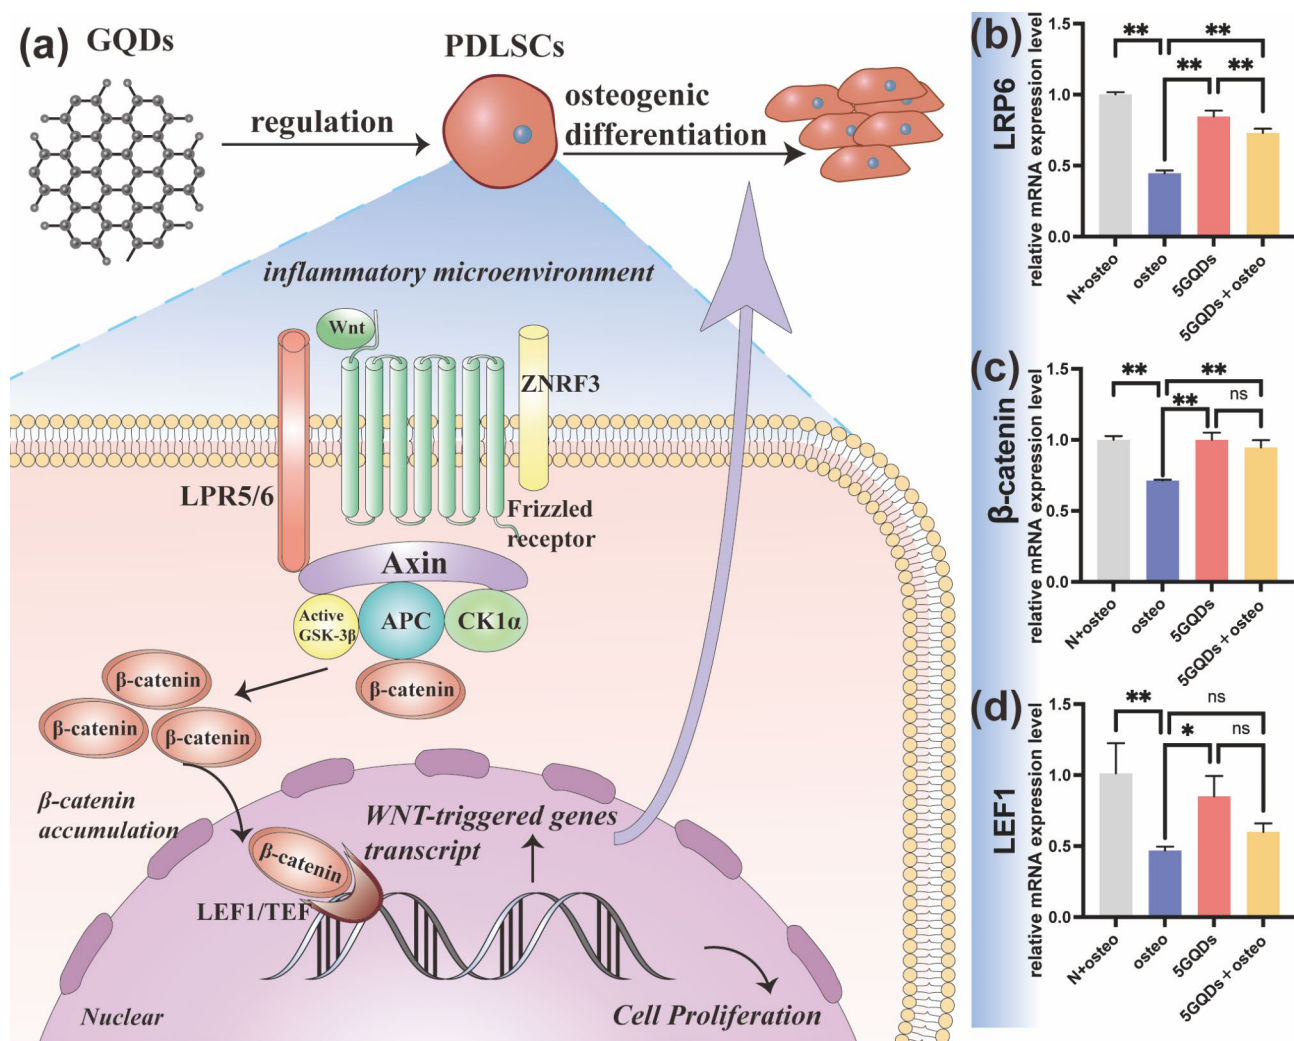 (a)
GQDs
PDLSCs
regulation
osteogenic
differentiation
inflammatory microenvironment
Wnt
ZNRF3
LPR5/6
Frizzled
receptor
Axin
Active
GSK-3β
APC
CK1α
β-catenin
β-catenin
β-catenin
β-catenin
β-catenin
accumulation
β-catenin
LEF1/TEF
WNT-triggered genes
transcript
Nuclear
Cell Proliferation
(b)
LRP6
relative mRNA expression level
1.5
1.0
0.5
0.0
** **
** **
N+osteo
osteo
5GQDs
5GQDs + osteo
(c)
β-catenin
relative mRNA expression level
1.5
1.0
0.5
0.0
** ** ns
**
N+osteo
osteo
5GQDs
5GQDs + osteo
(d)
LEF1
relative mRNA expression level
1.5
1.0
0.5
0.0
** ns
* ns
N+osteo
osteo
5GQDs
5GQDs + osteo